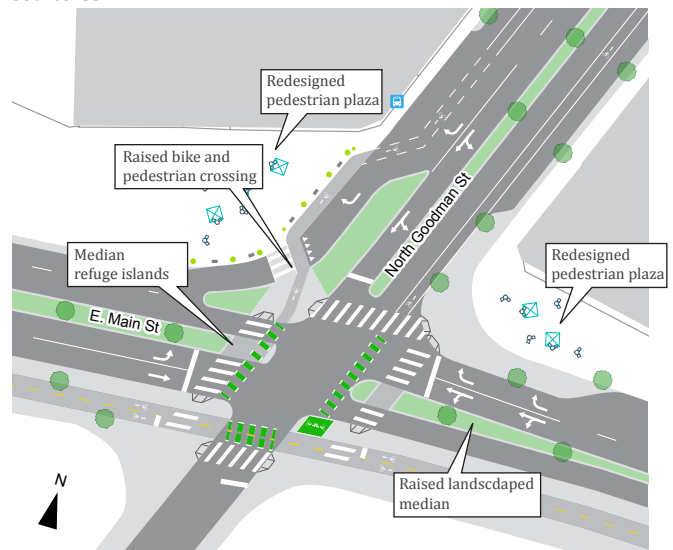 Redesigned
pedestrian plaza
Raised bike and
pedestrian crossing
North Goodman St
Median
refuge islands
Redesigned
pedestrian plaza
E. Main St
Raised landscdaped
median
N